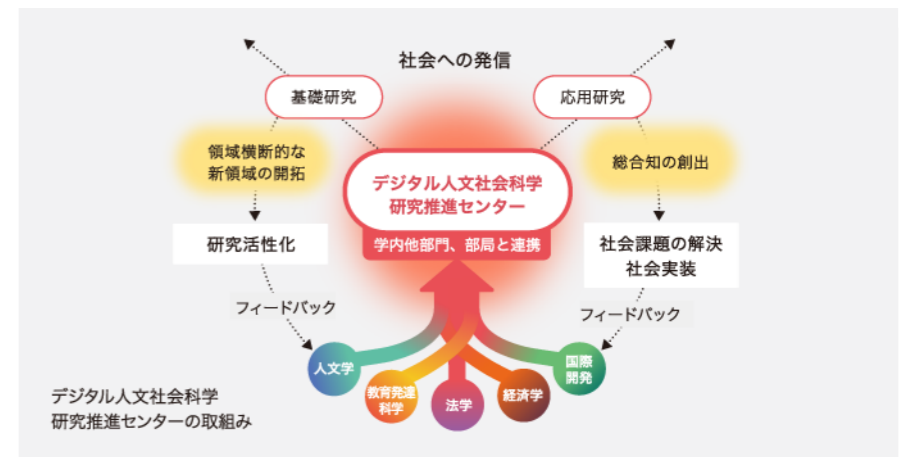 社会への発信
基礎研究
応用研究
領域横断的な
新領域の開拓
総合知の創出
デジタル人文社会科学
研究推進センター
学内他部門、部局と連携
研究活性化
社会課題の解決
社会実装
フィードバック
フィードバック
人文学
教育発達
科学
法学
経済学
国際
開発
デジタル人文社会科学
研究推進センターの取組み